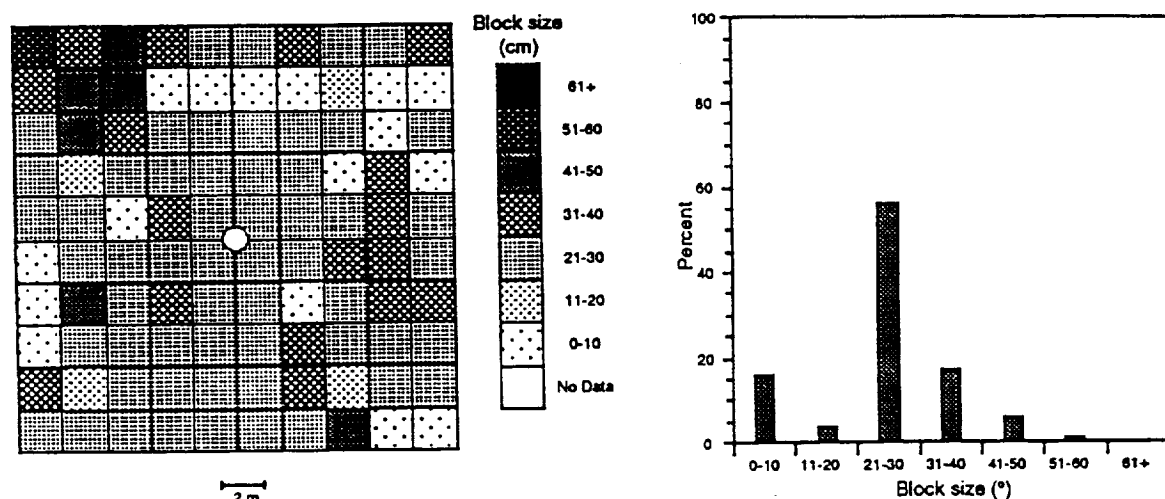 Block size
(cm)
61+
51-60
41-50
31-40
21-30
11-20
0-10
No Data
2 m
100
80
60
40
20
0
Percent
0-10 11-20 21-30 31-40 41-50 51-60 61+
Block size (°)